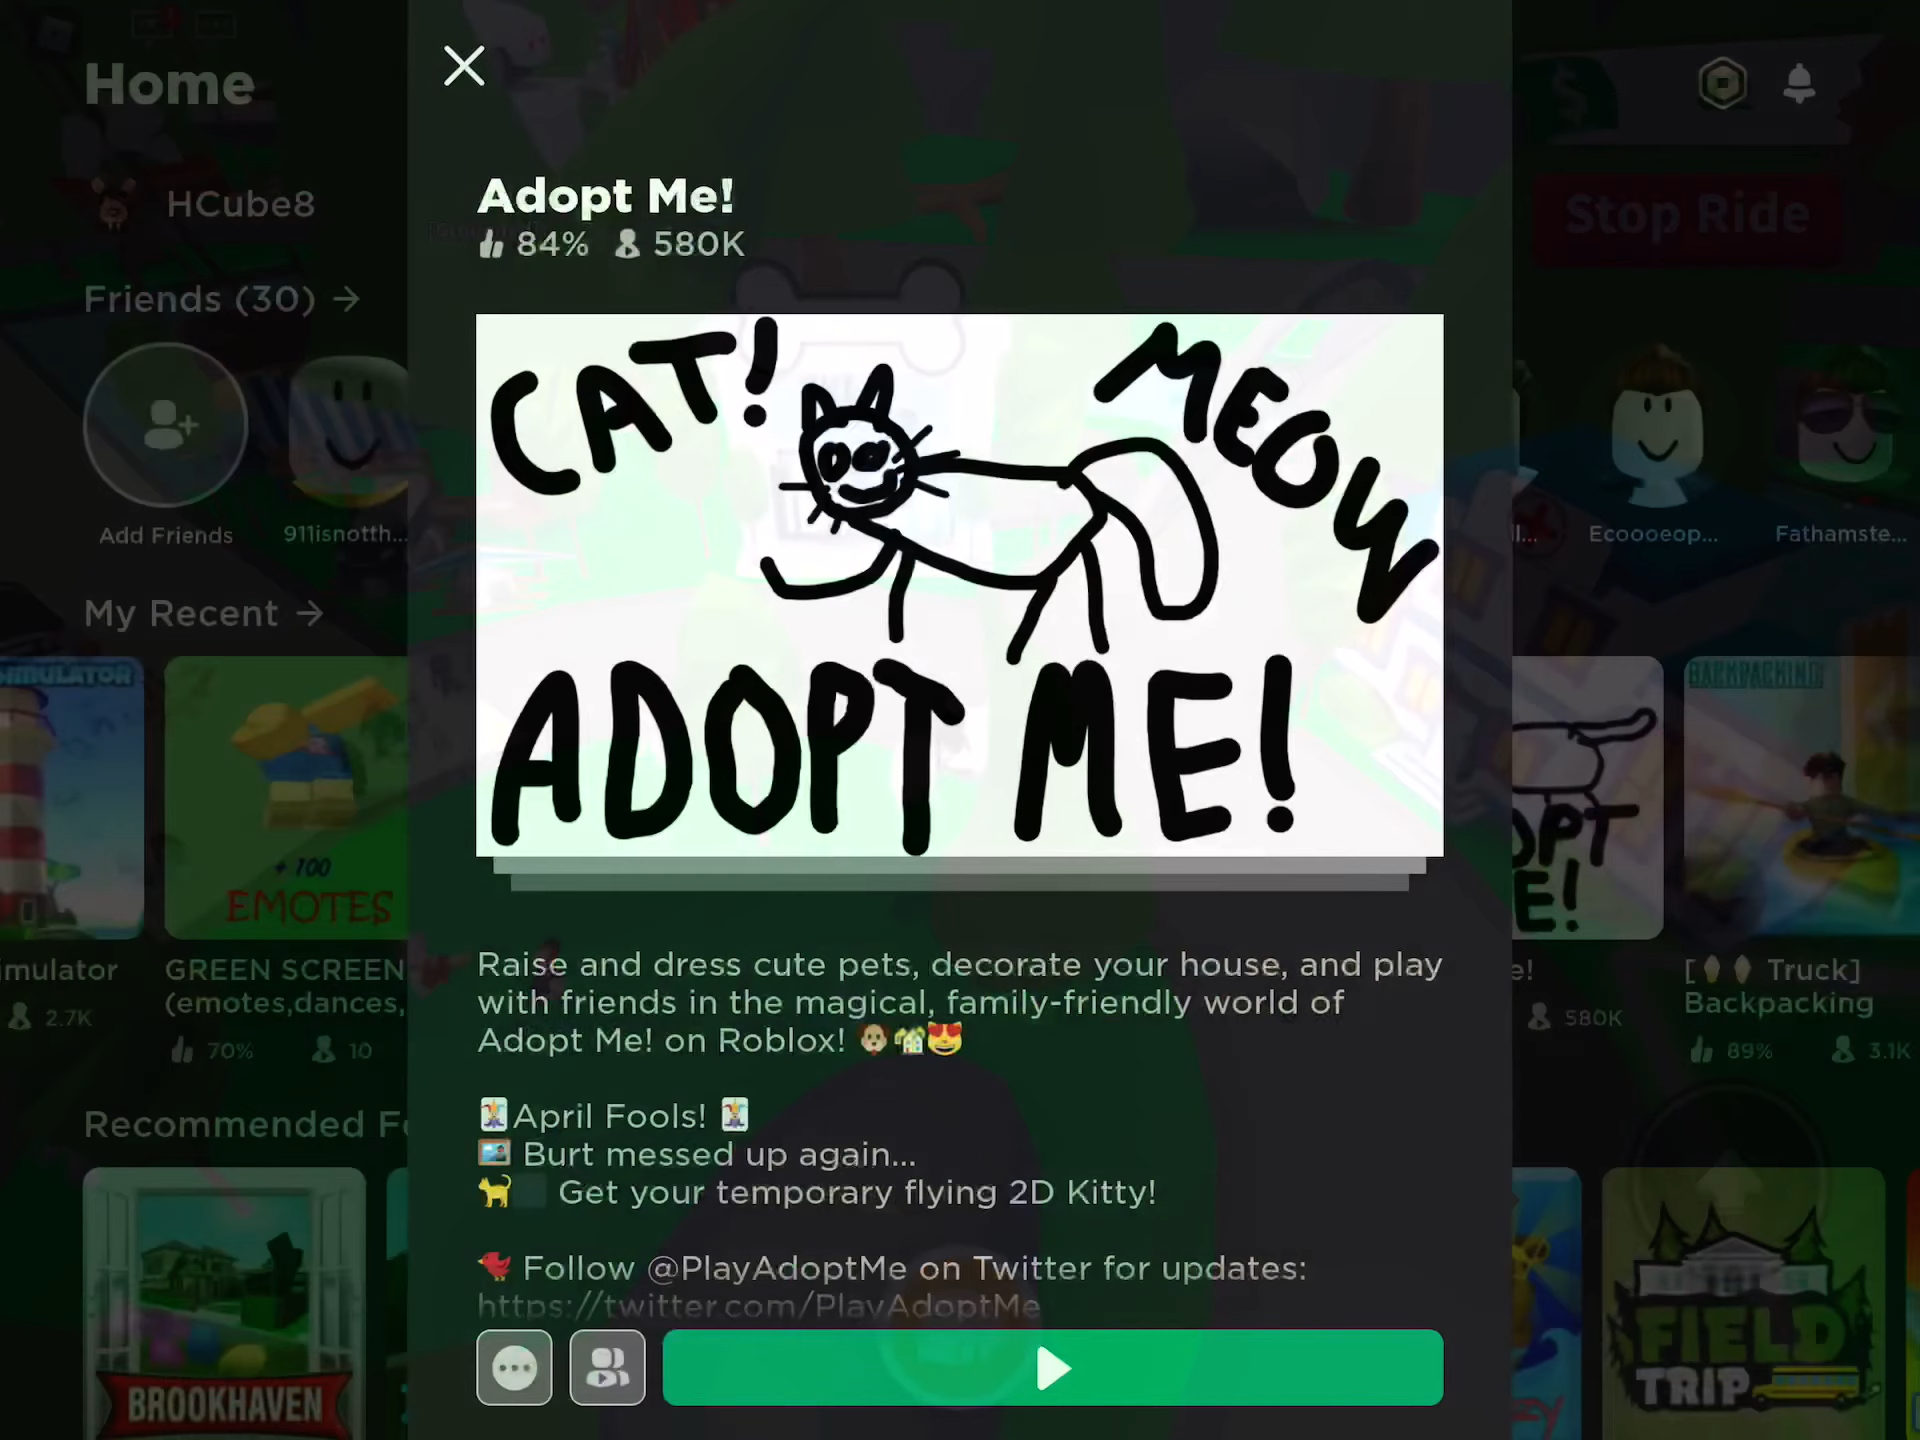 Home
HCube8
Friends (30)
Add Friends
911isnotth...
My Recent
+ 100
EMOTES
GREEN SCREEN
(emotes,dances,
2.7K
70%
10
BROOKHAVEN
Adopt Me!
84% 580K
CAT!
MEOW
ADOPT ME!
Raise and dress cute pets, decorate your house, and play
with friends in the magical, family-friendly world of
Adopt Me! on Roblox! 🐶🏡😻
🃏April Fools! 🃏
🖼 Burt messed up again...
🐈 Get your temporary flying 2D Kitty!
🐦 Follow @PlayAdoptMe on Twitter for updates:
https://twitter.com/PlayAdoptMe
$
Stop Ride
Ecoooeop...
Fathamste...
BACKPACKING
E!
e!
580K
[🍦🍦 Truck]
Backpacking
89%
3.1K
FIELD
TRIP